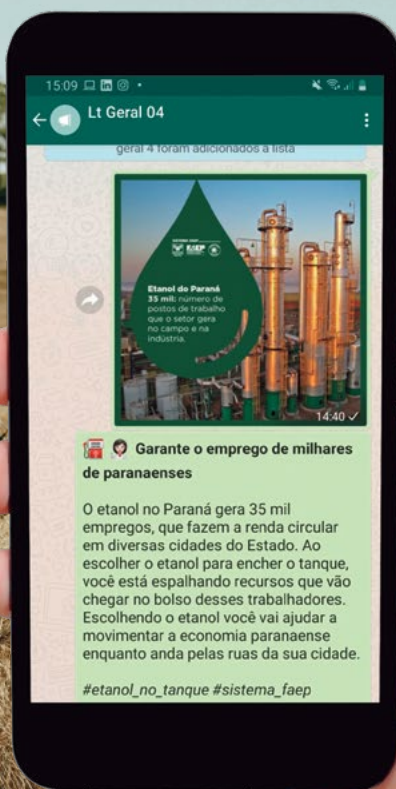 15:09
Lt Geral 04
geral 4 foram adicionados à lista
SISTEMA FAEP
FAEP
Etanol do Paraná
35 mil: número de
postos de trabalho
que o setor gera
no campo e na
indústria.
14:40
Garante o emprego de milhares
de paranaenses
O etanol no Paraná gera 35 mil
empregos, que fazem a renda circular
em diversas cidades do Estado. Ao
escolher o etanol para encher o tanque,
você está espalhando recursos que vão
chegar no bolso desses trabalhadores.
Escolhendo o etanol você vai ajudar a
movimentar a economia paranaense
enquanto anda pelas ruas da sua cidade.
#etanol_no_tanque #sistema_faep